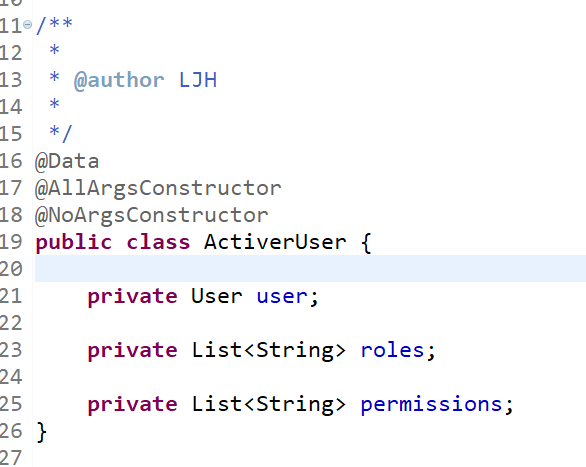 11 /**
12  *
13  * @author LJH
14  *
15  */
16 @Data
17 @AllArgsConstructor
18 @NoArgsConstructor
19 public class ActiverUser {
20
21     private User user;
22
23     private List<String> roles;
24
25     private List<String> permissions;
26 }
27